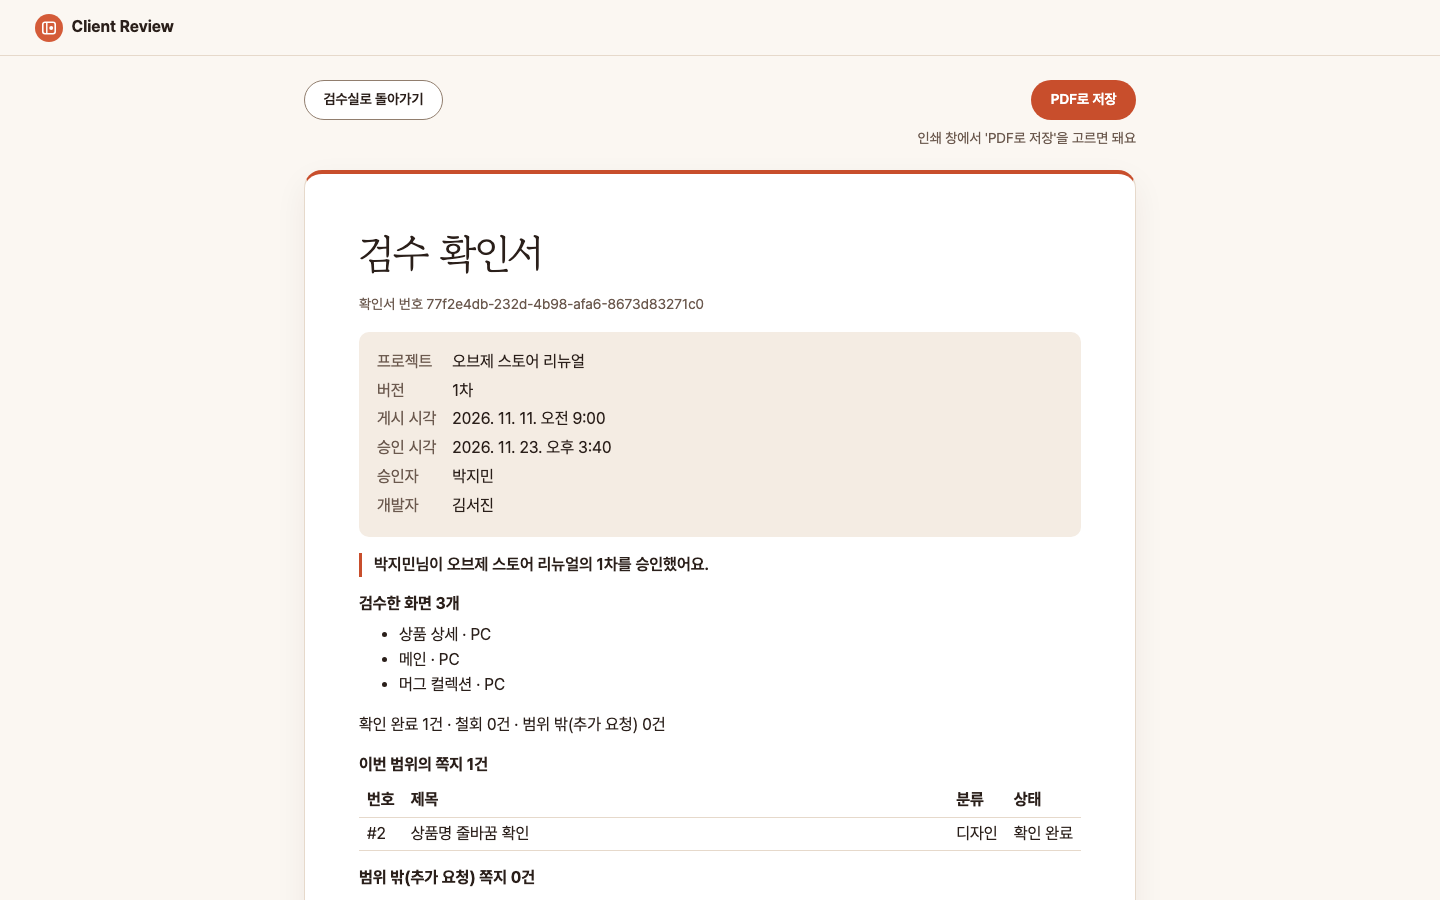 Client Review
검수실로 돌아가기
PDF로 저장
인쇄 창에서 'PDF로 저장'을 고르면 돼요
검수 확인서
확인서 번호 77f2e4db-232d-4b98-afa6-8673d83271c0
프로젝트 오브제 스토어 리뉴얼
버전 1차
게시 시각 2026. 11. 11. 오전 9:00
승인 시각 2026. 11. 23. 오후 3:40
승인자 박지민
개발자 김서진
박지민님이 오브제 스토어 리뉴얼의 1차를 승인했어요.
검수한 화면 3개
• 상품 상세 · PC
• 메인 · PC
• 머그 컬렉션 · PC
확인 완료 1건 · 철회 0건 · 범위 밖(추가 요청) 0건
이번 범위의 쪽지 1건
번호 제목 분류 상태
#2 상품명 줄바꿈 확인 디자인 확인 완료
범위 밖(추가 요청) 쪽지 0건